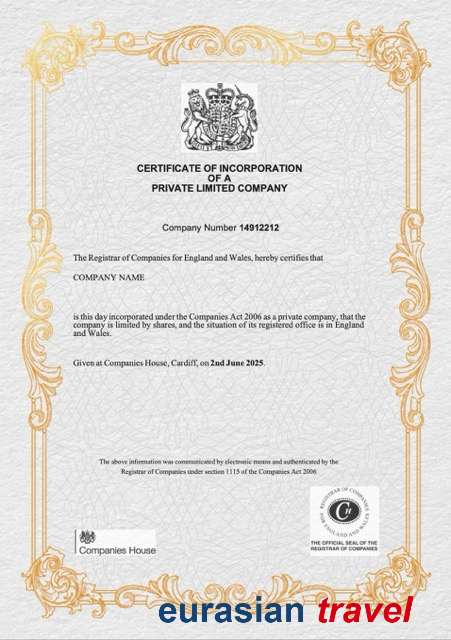 CERTIFICATE OF INCORPORATION
OF A
PRIVATE LIMITED COMPANY
Company Number 14912212
The Registrar of Companies for England and Wales, hereby certifies that
COMPANY NAME
is this day incorporated under the Companies Act 2006 as a private company, that the
company is limited by shares, and the situation of its registered office is in England
and Wales.
Given at Companies House, Cardiff, on 2nd June 2025.
The above information was communicated by electronic means and authenticated by the
Registrar of Companies under section 1115 of the Companies Act 2006
REGISTRAR OF COMPANIES
FOR ENGLAND AND WALES
CH
THE OFFICIAL SEAL OF THE
REGISTRAR OF COMPANIES
Companies House
eurasian travel